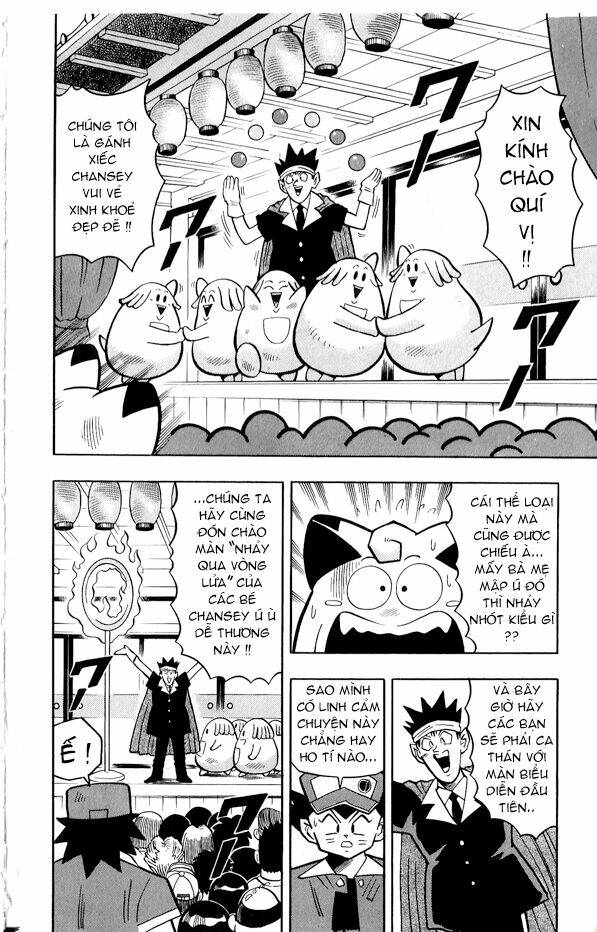 XIN
KÍNH
CHÀO
QUÍ
VỊ
!!
CHÚNG TÔI
LÀ GÁNH
XIẾC
CHANSEY
VUI VẺ
XINH KHOẺ
ĐẸP ĐẼ !!
CÁI THỂ LOẠI
NÀY MÀ
CŨNG ĐƯỢC
CHIẾU À...
MẤY BÀ MẸ
MẬP Ú ĐÓ
THÌ NHẢY
NHÓT KIỂU GÌ
??
VÀ BÂY
GIỜ HÃY
CÁC BẠN
SẼ PHẢI CA
THÁN VỚI
MÀN BIỂU
DIỄN ĐẦU
TIÊN..
SAO MÌNH
CÓ LINH CẢM
CHUYỆN NÀY
CHẲNG HAY
HO TÍ NÀO...
...CHÚNG TA
HÃY CÙNG
ĐÓN CHÀO
MÀN "NHẢY
QUA VÒNG
LỬA" CỦA
CÁC BÉ
CHANSEY Ú Ù
DỄ THƯƠNG
NÀY !!
Ế !